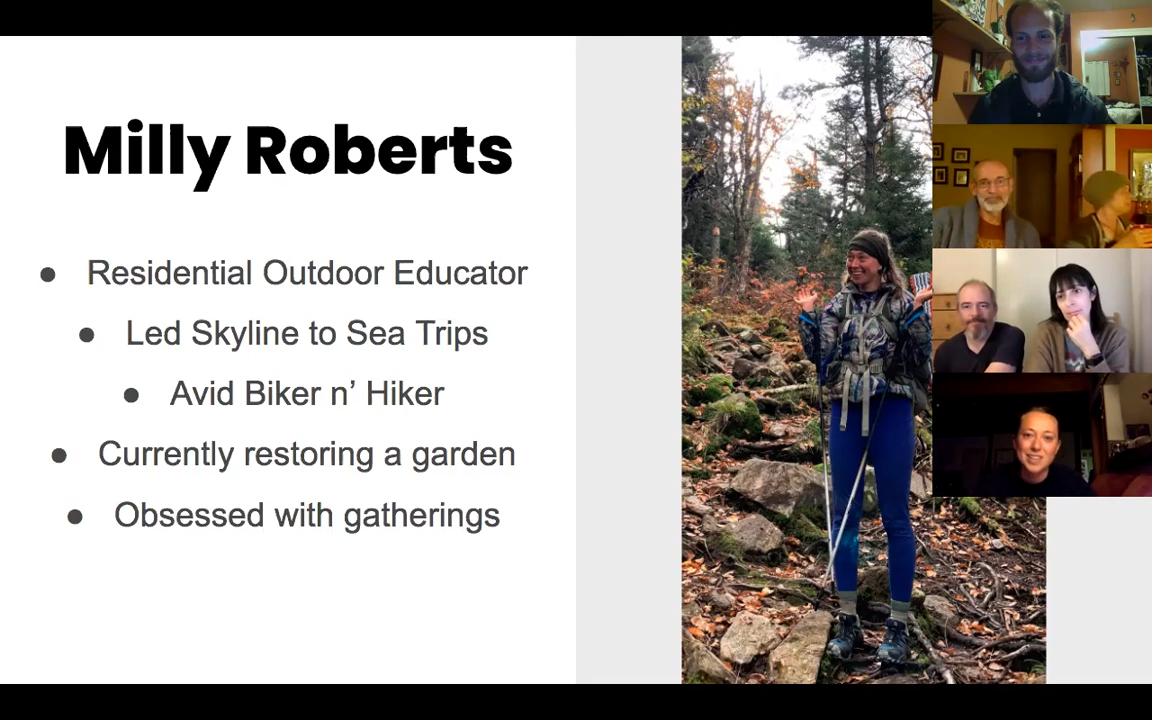 Milly Roberts
● Residential Outdoor Educator
● Led Skyline to Sea Trips
● Avid Biker n’ Hiker
● Currently restoring a garden
● Obsessed with gatherings